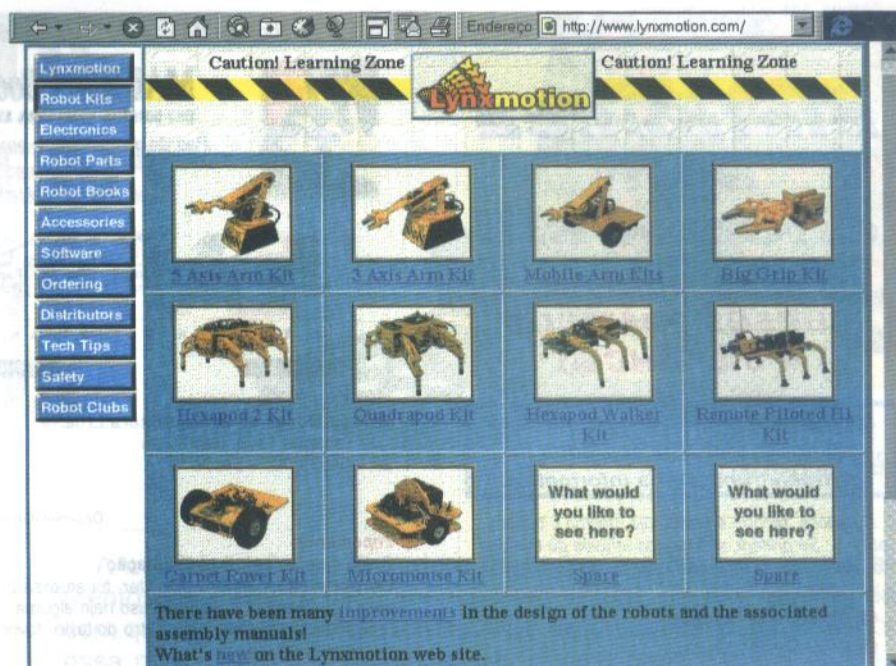 Endereço http://www.lynxmotion.com/
Lynxmotion
Robot Kits
Electronics
Robot Parts
Robot Books
Accessories
Software
Ordering
Distributors
Tech Tips
Safety
Robot Clubs
Caution! Learning Zone
Lynxmotion
Caution! Learning Zone
5 Axis Arm Kit
3 Axis Arm Kit
Mobile Arm Kits
Big Grip Kit
Hexapod 2 Kit
Quadrapod Kit
Hexapod Walker
Kit
Remote Piloted H1
Kit
Carpet Rover Kit
Micromouse Kit
What would
you like to
see here?
Spare
What would
you like to
see here?
Spare
There have been many improvements in the design of the robots and the associated
assembly manuals!
What's new on the Lynxmotion web site.